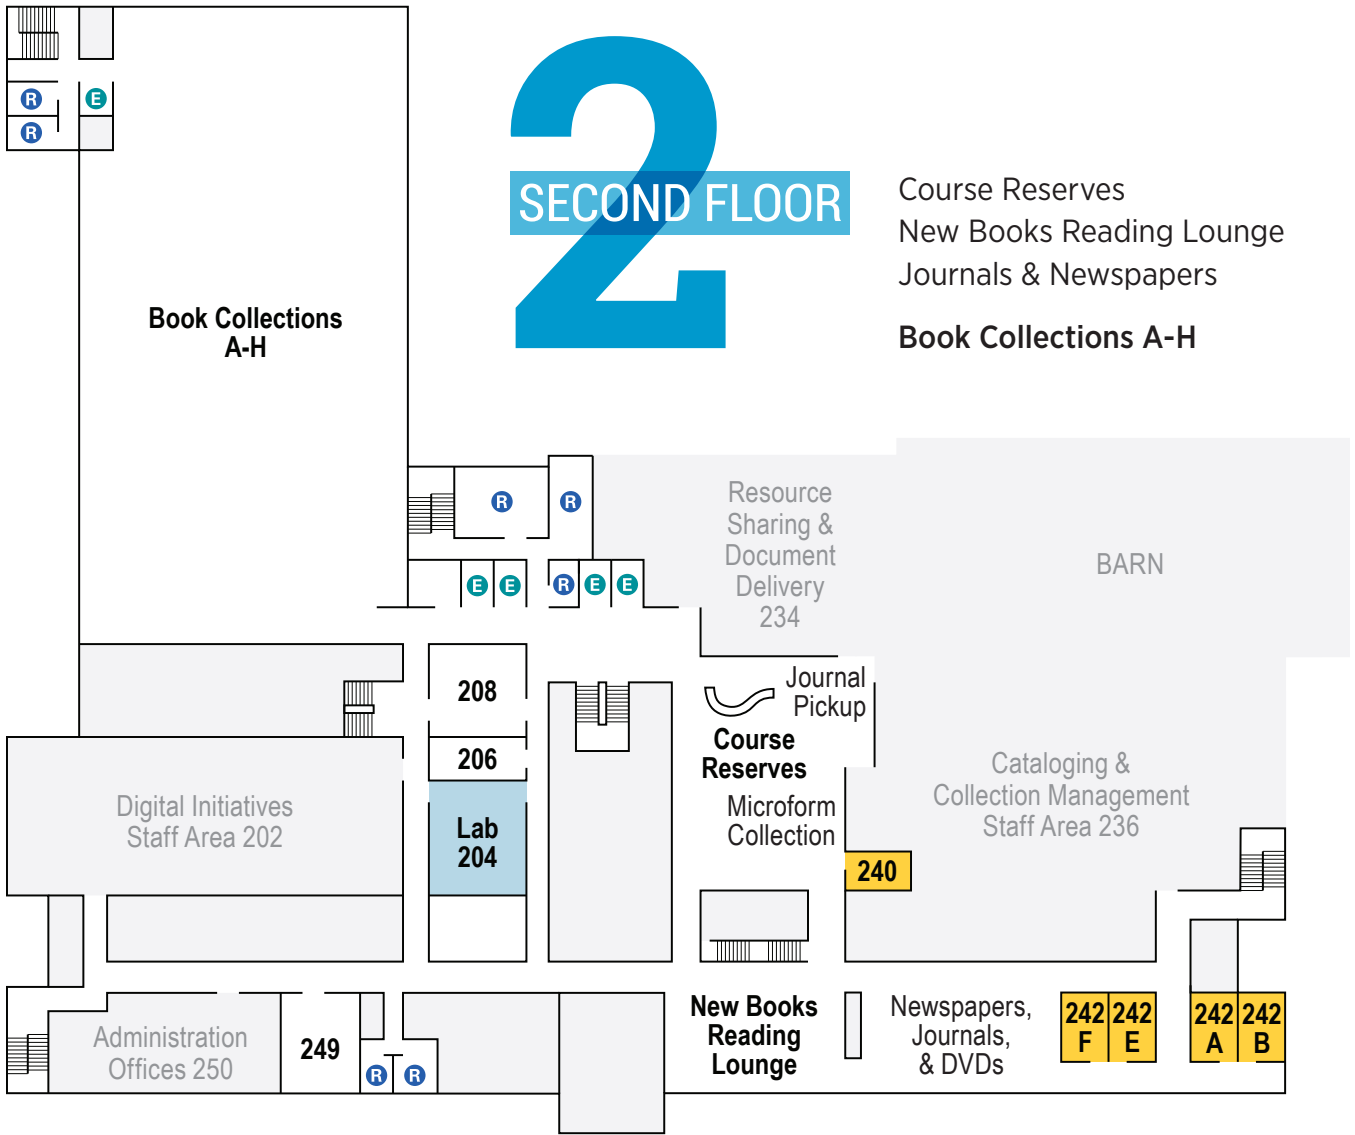 2
SECOND FLOOR
Course Reserves
New Books Reading Lounge
Journals & Newspapers
Book Collections A-H
R
E
R
Book Collections
A-H
R
R
E
E
R
E
E
Resource
Sharing &
Document
Delivery
234
BARN
208
206
Lab
204
Journal
Pickup
Course
Reserves
Microform
Collection
240
Cataloging &
Collection Management
Staff Area 236
Digital Initiatives
Staff Area 202
Administration
Offices 250
249
R
R
New Books
Reading
Lounge
Newspapers,
Journals,
& DVDs
242
F
242
E
242
A
242
B